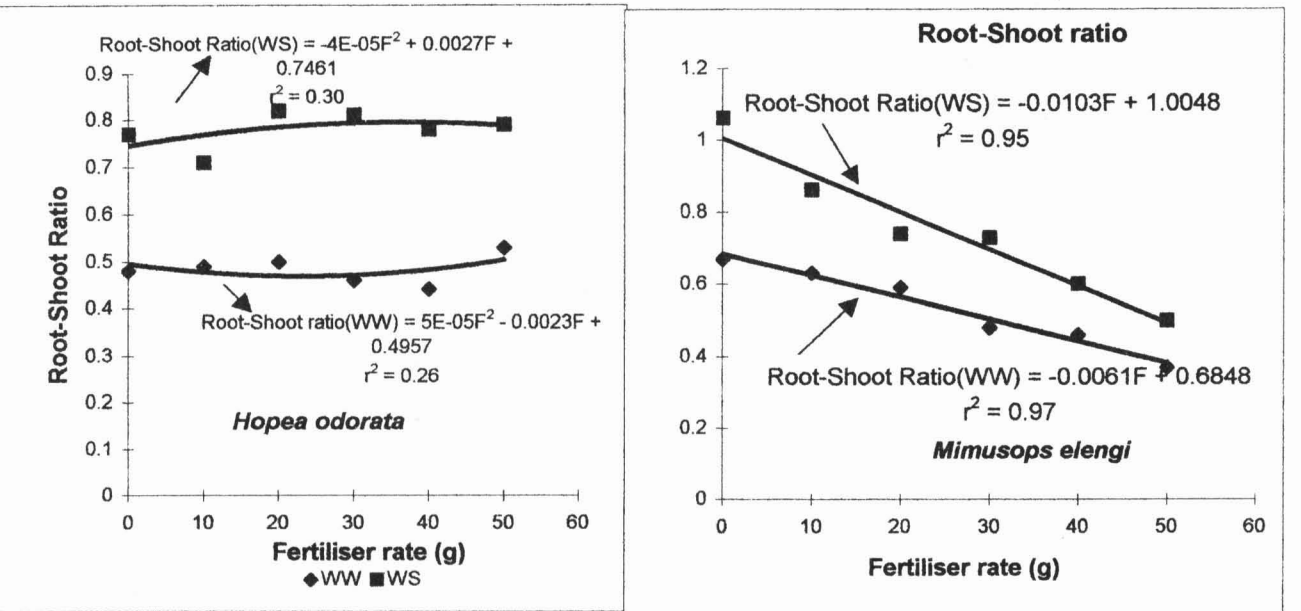 Root-Shoot Ratio(WS) = -4E-05F² + 0.0027F +
0.7461
r² = 0.30
0.9
0.8
0.7
0.6
0.5
0.4
0.3
0.2
0.1
0
Root-Shoot Ratio
Root-Shoot ratio(WW) = 5E-05F² - 0.0023F +
0.4957
r² = 0.26
Hopea odorata
0 10 20 30 40 50 60
Fertiliser rate (g)
WW WS
Root-Shoot ratio
1.2
1
0.8
0.6
0.4
0.2
0
Root-Shoot Ratio(WS) = -0.0103F + 1.0048
r² = 0.95
Root-Shoot Ratio(WW) = -0.0061F + 0.6848
r² = 0.97
Mimusops elengi
0 10 20 30 40 50 60
Fertiliser rate (g)